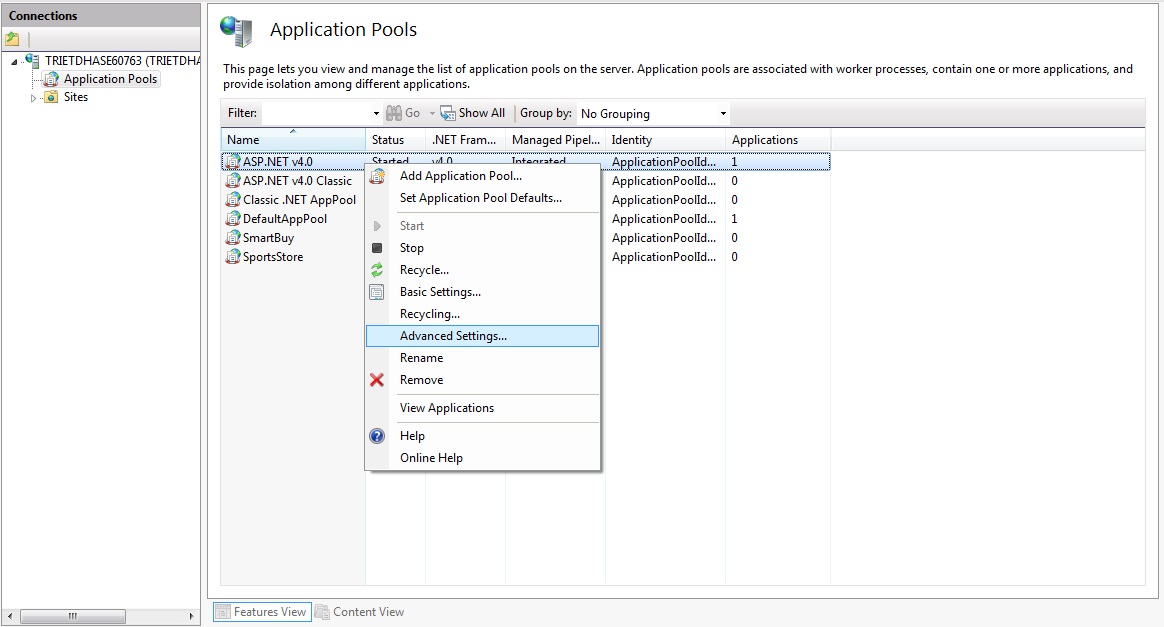 Connections
TRIETDHASE60763 (TRIETDHA
Application Pools
Sites
Application Pools
This page lets you view and manage the list of application pools on the server. Application pools are associated with worker processes, contain one or more applications, and
provide isolation among different applications.
Filter: Go Show All Group by: No Grouping
Name Status .NET Fram... Managed Pipel... Identity Applications
ASP.NET v4.0 Started v4.0 Integrated ApplicationPoolId... 1
ASP.NET v4.0 Classic ApplicationPoolId... 0
Classic .NET AppPool ApplicationPoolId... 0
DefaultAppPool ApplicationPoolId... 1
SmartBuy ApplicationPoolId... 0
SportsStore ApplicationPoolId... 0
Add Application Pool...
Set Application Pool Defaults...
Start
Stop
Recycle...
Basic Settings...
Recycling...
Advanced Settings...
Rename
Remove
View Applications
Help
Online Help
Features View Content View